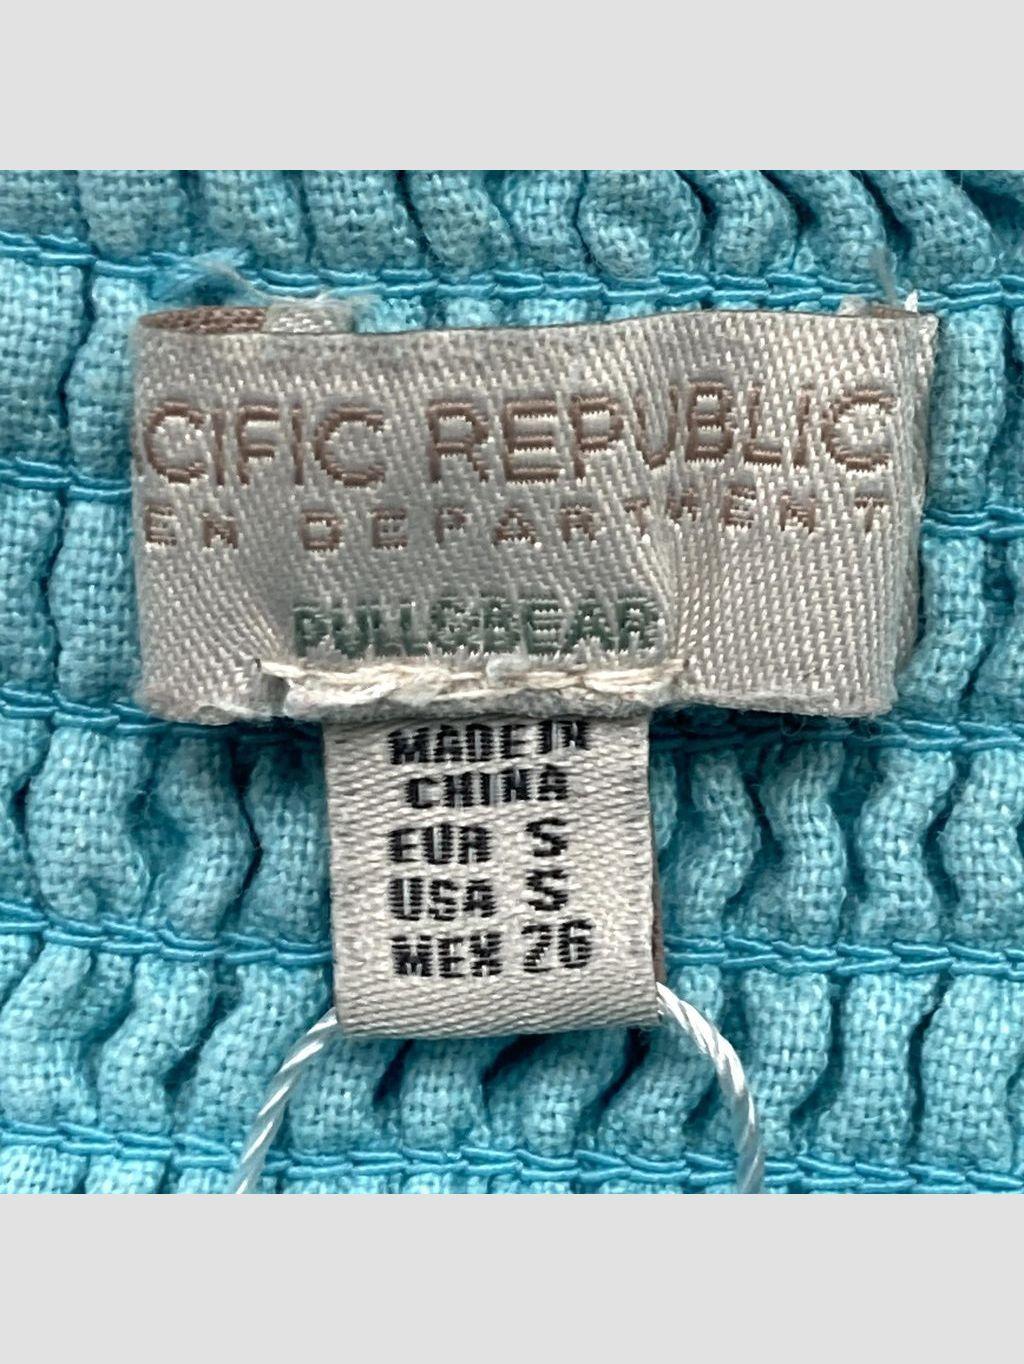 CIFIC REPUBLIC
EN DEPARTMENT
PULL&BEAR
MADE IN
CHINA
EUR S
USA S
MEX 26